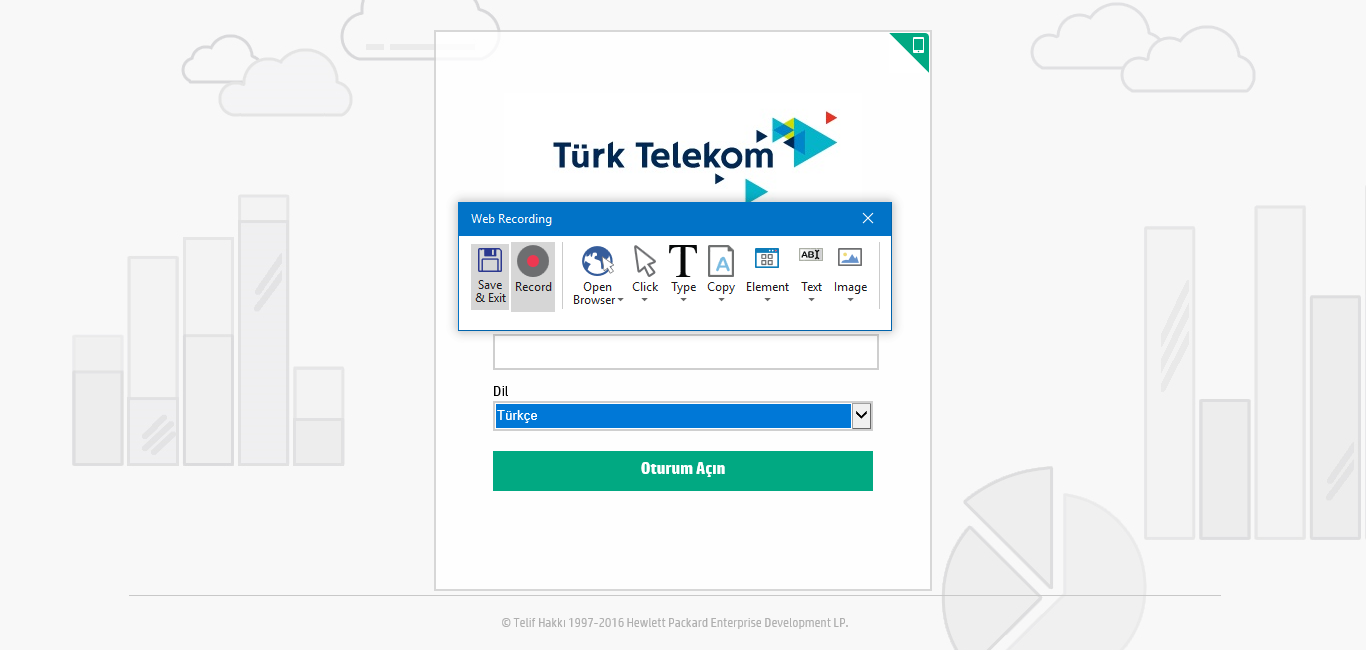 Türk Telekom
Web Recording
Save
& Exit
Record
Open
Browser
Click
Type
Copy
Element
Text
Image
Dil
Türkçe
Oturum Açın
© Telif Hakkı 1997-2016 Hewlett Packard Enterprise Development LP.